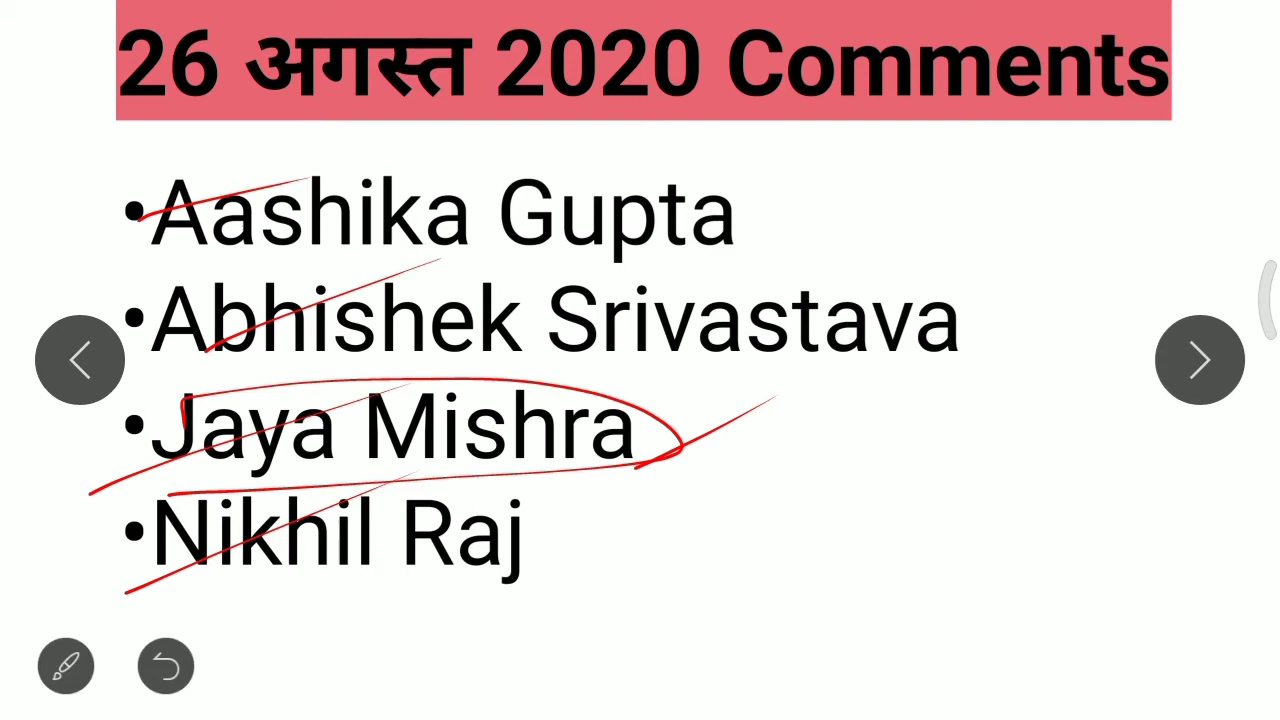 26 अगस्त 2020 Comments
•Aashika Gupta
•Abhishek Srivastava
•Jaya Mishra
•Nikhil Raj